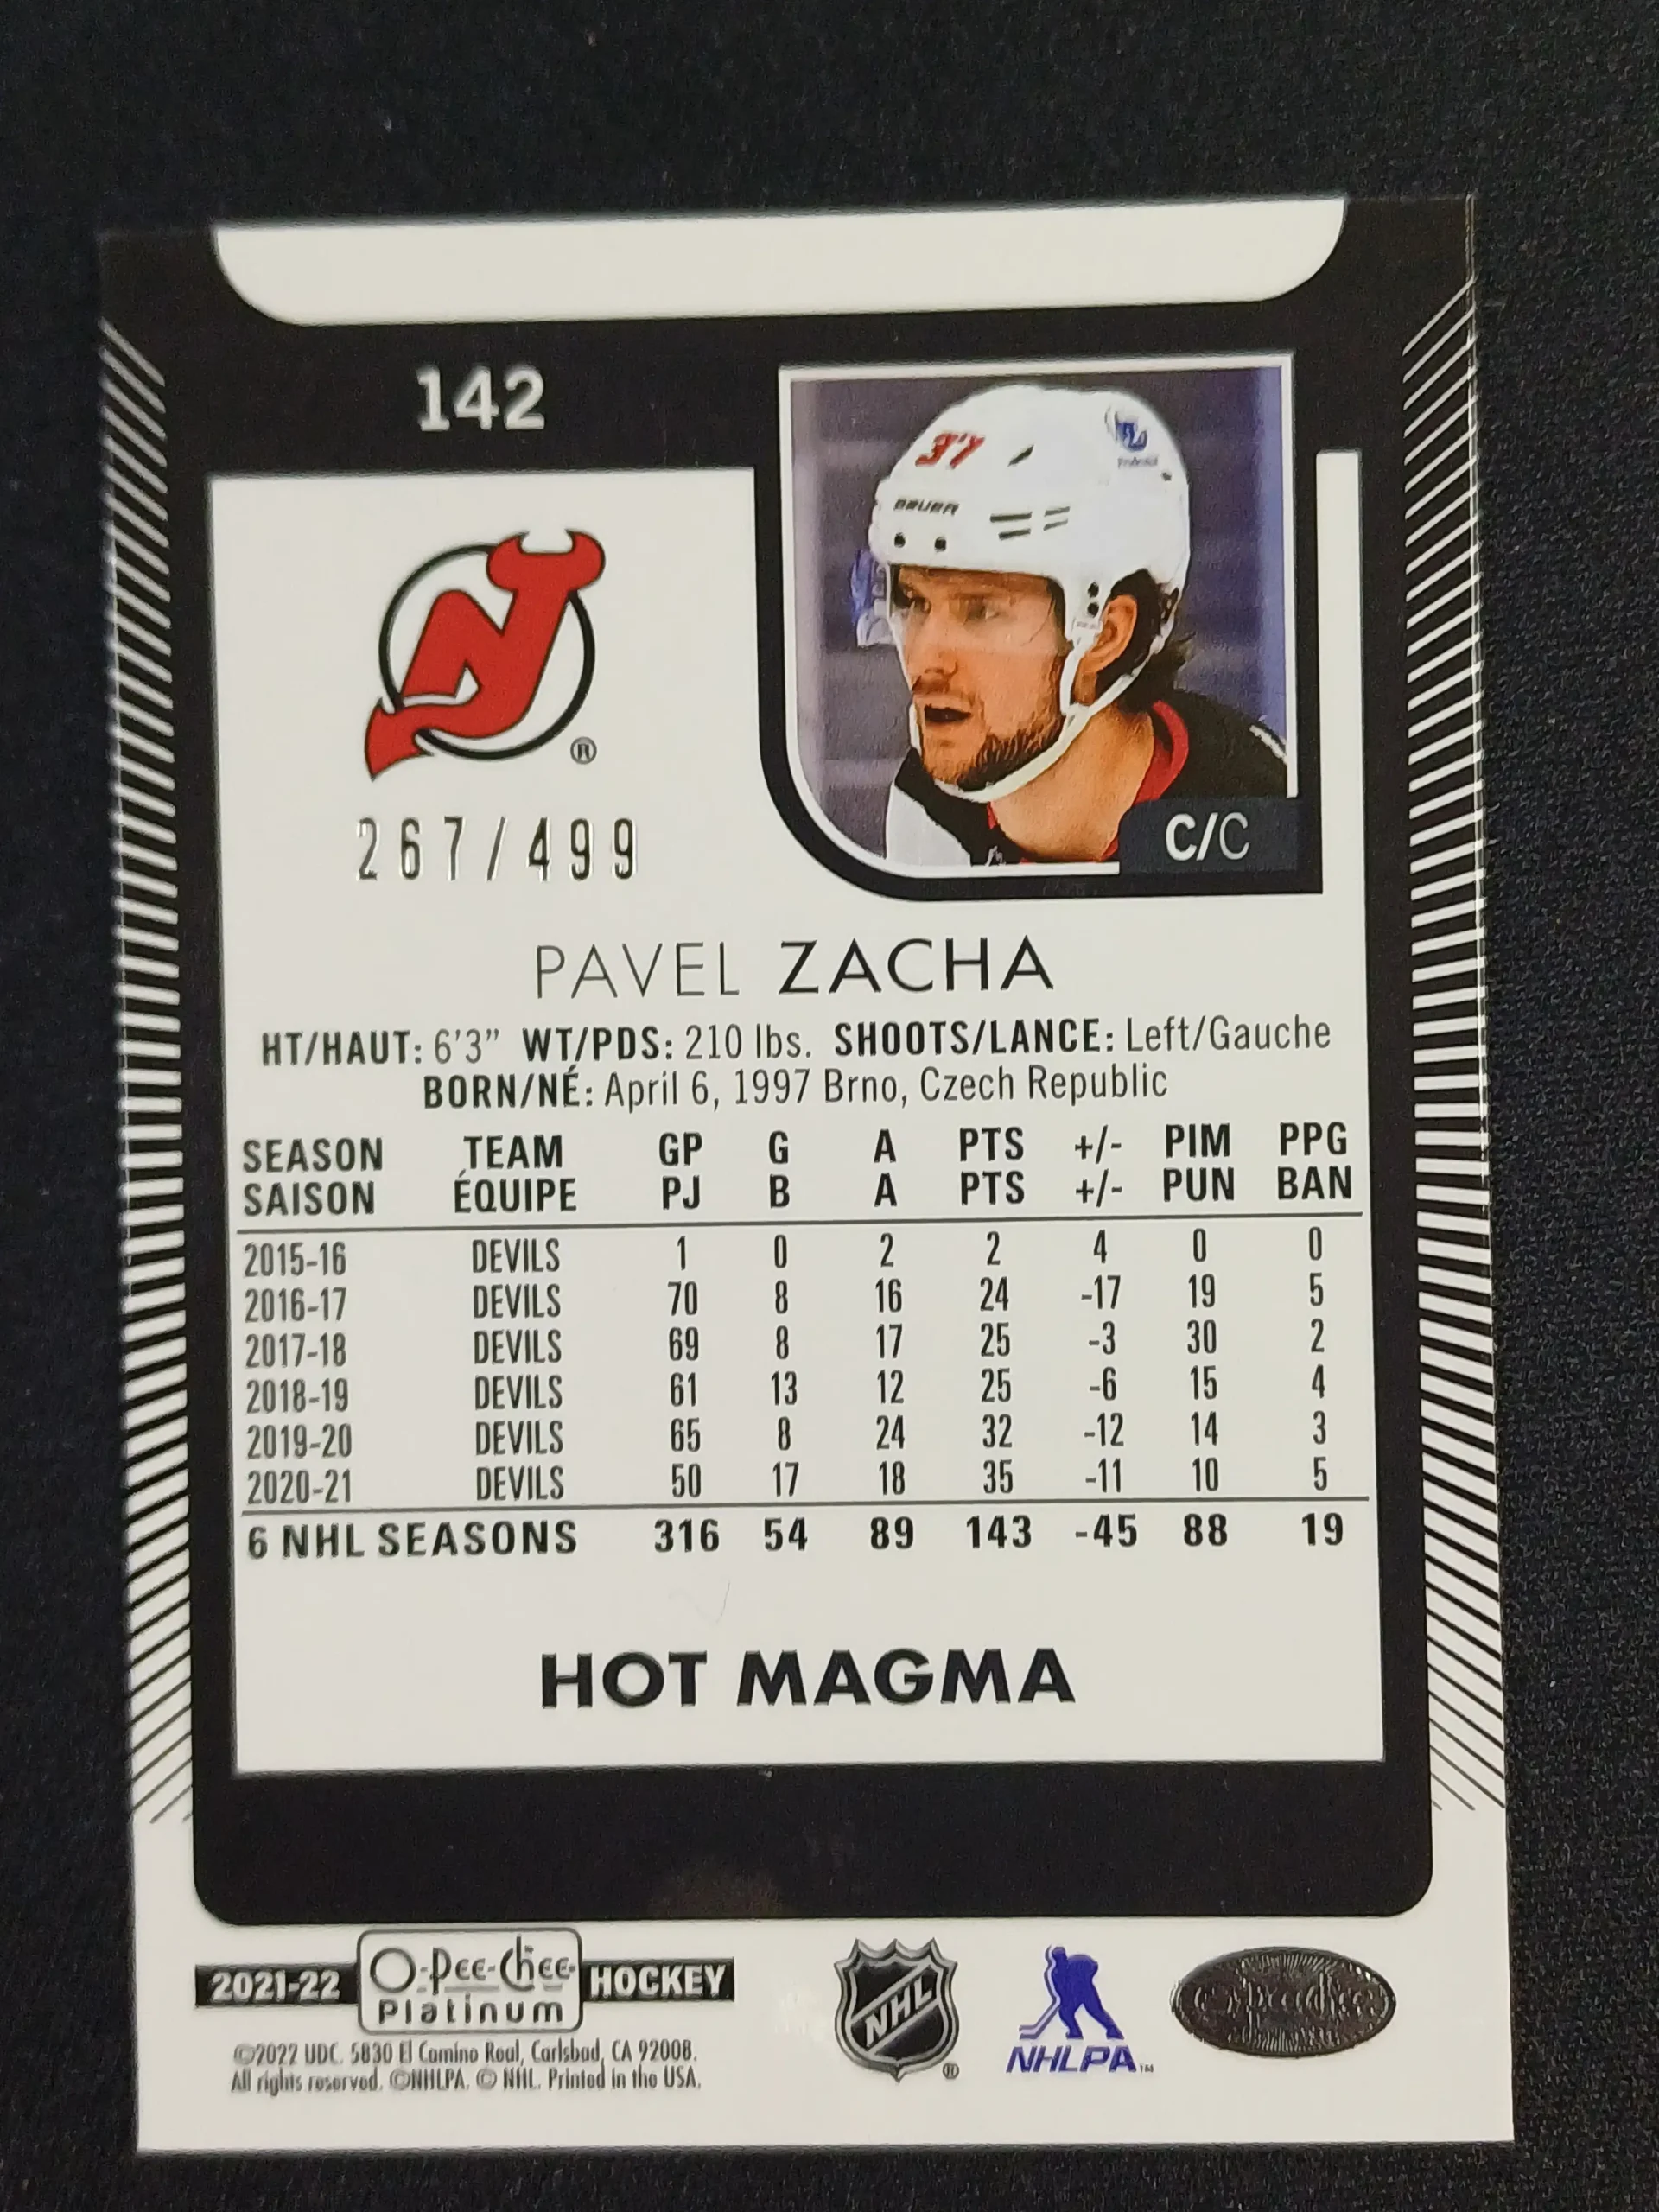 142
37
BAUER
®
267/499
C/C
PAVEL ZACHA
HT/HAUT: 6'3" WT/PDS: 210 lbs. SHOOTS/LANCE: Left/Gauche
BORN/NÉ: April 6, 1997 Brno, Czech Republic
SEASON TEAM GP G A PTS +/- PIM PPG
SAISON ÉQUIPE PJ B A PTS +/- PUN BAN
2015-16 DEVILS 1 0 2 2 4 0 0
2016-17 DEVILS 70 8 16 24 -17 19 5
2017-18 DEVILS 69 8 17 25 -3 30 2
2018-19 DEVILS 61 13 12 25 -6 15 4
2019-20 DEVILS 65 8 24 32 -12 14 3
2020-21 DEVILS 50 17 18 35 -11 10 5
6 NHL SEASONS 316 54 89 143 -45 88 19
HOT MAGMA
2021-22 O-Pee-Chee Platinum HOCKEY
©2022 UDC. 5830 El Camino Real, Carlsbad, CA 92008.
All rights reserved. ©NHLPA. © NHL. Printed in the USA.
NHL ®
NHLPA™